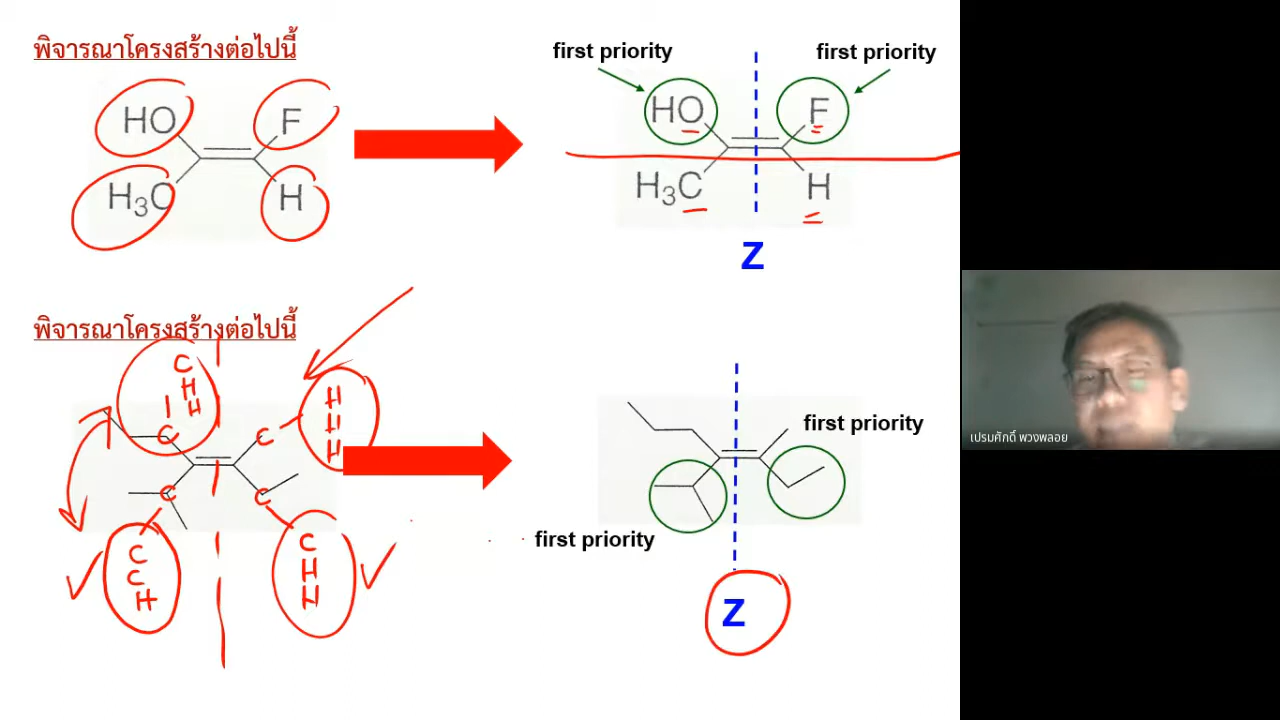 พิจารณาโครงสร้างต่อไปนี้
HO
F
H3C
H
first priority
first priority
HO
F
H3C
H
Z
พิจารณาโครงสร้างต่อไปนี้
C
H
H
C
C
H
H
H
C
C
C
C
H
C
H
H
first priority
first priority
Z
เปรมศักดิ์ พวงพลอย